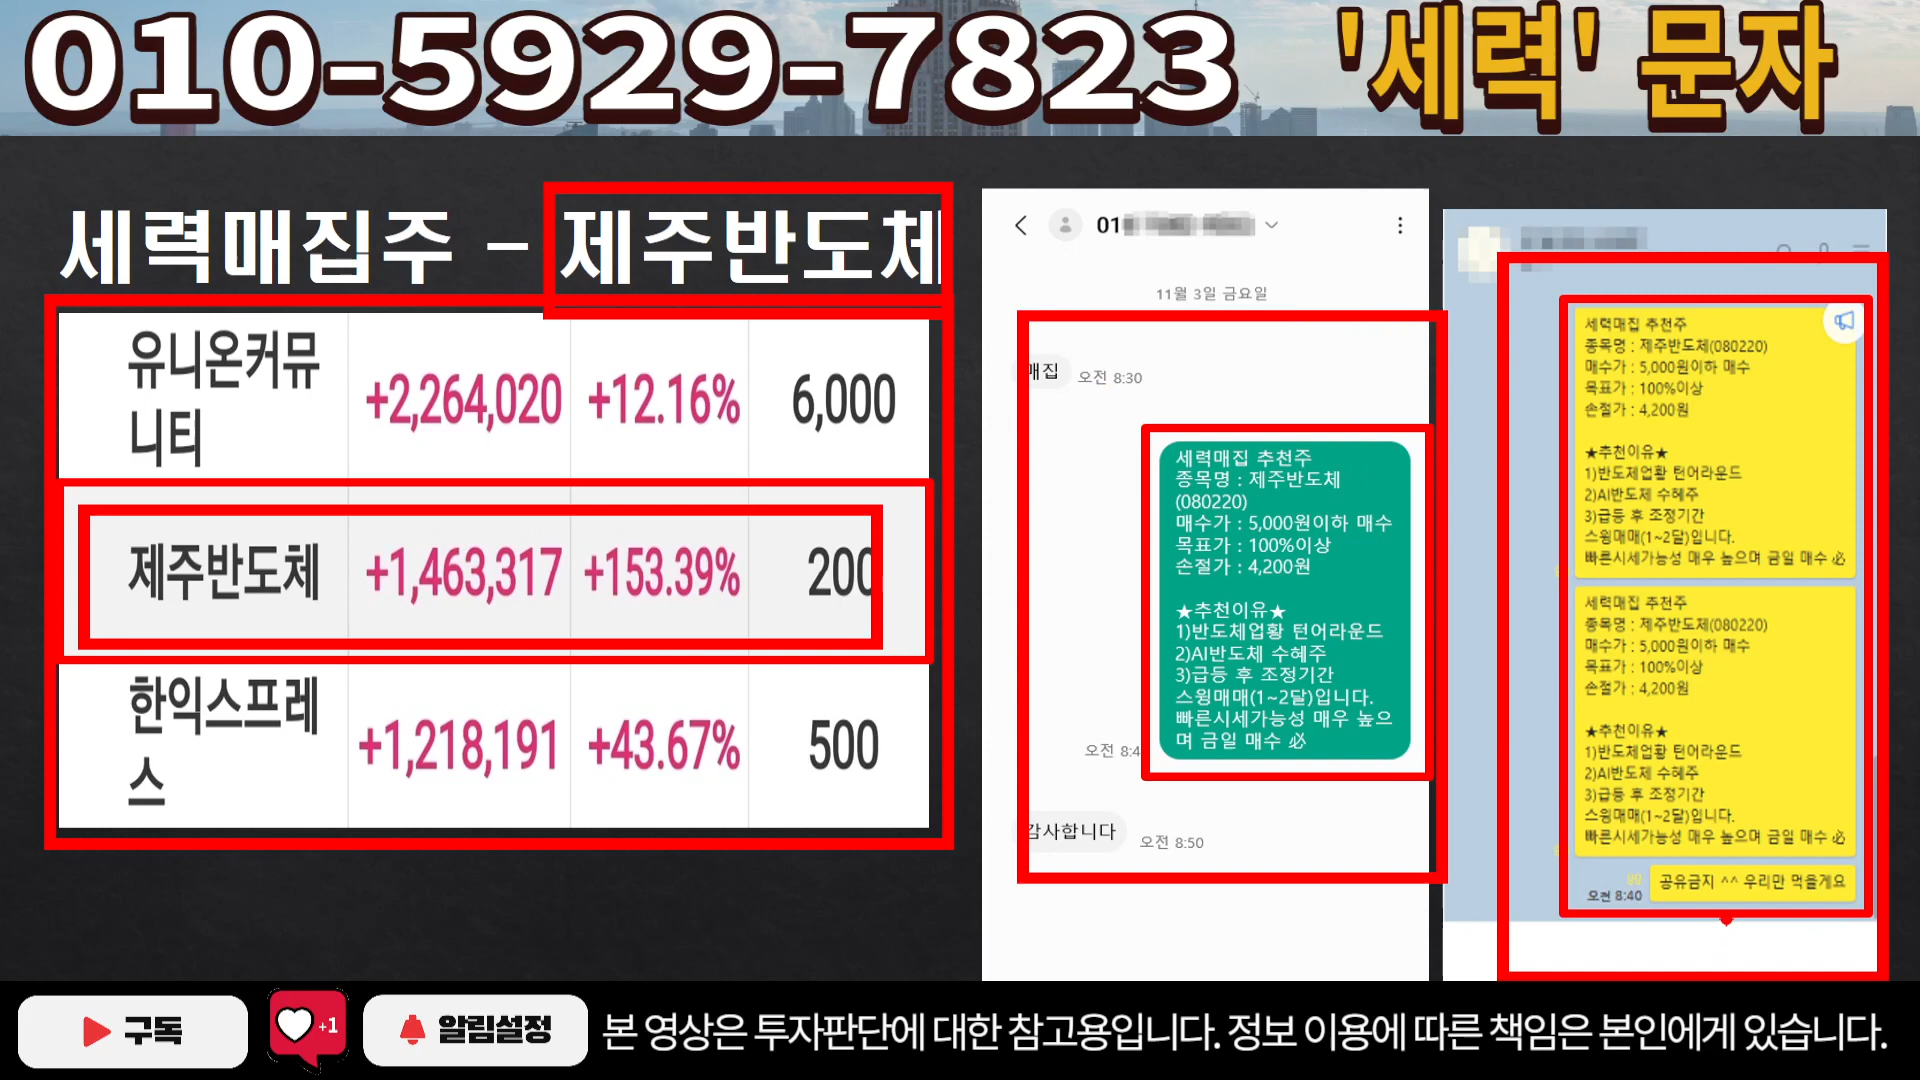 010-5929-7823 '세력' 문자
세력매집주 - 제주반도체
유니온커뮤
니티
+2,264,020
+12.16%
6,000
제주반도체
+1,463,317
+153.39%
200
한익스프레
스
+1,218,191
+43.67%
500
01
11월 3일 금요일
매집
오전 8:30
세력매집 추천주
종목명 : 제주반도체
(080220)
매수가 : 5,000원이하 매수
목표가 : 100%이상
손절가 : 4,200원
★추천이유★
1)반도체업황 턴어라운드
2)AI반도체 수혜주
3)급등 후 조정기간
스윙매매(1~2달)입니다.
빠른시세가능성 매우 높으
며 금일 매수 必
오전 8:4
감사합니다
오전 8:50
세력매집 추천주
종목명 : 제주반도체(080220)
매수가 : 5,000원이하 매수
목표가 : 100%이상
손절가 : 4,200원
★추천이유★
1)반도체업황 턴어라운드
2)AI반도체 수혜주
3)급등 후 조정기간
스윙매매(1~2달)입니다.
빠른시세가능성 매우 높으며 금일 매수 必
세력매집 추천주
종목명 : 제주반도체(080220)
매수가 : 5,000원이하 매수
목표가 : 100%이상
손절가 : 4,200원
★추천이유★
1)반도체업황 턴어라운드
2)AI반도체 수혜주
3)급등 후 조정기간
스윙매매(1~2달)입니다.
빠른시세가능성 매우 높으며 금일 매수 必
오전 8:40
공유금지 ^^ 우리만 먹을게요
구독
+1
알림설정
본 영상은 투자판단에 대한 참고용입니다. 정보 이용에 따른 책임은 본인에게 있습니다.